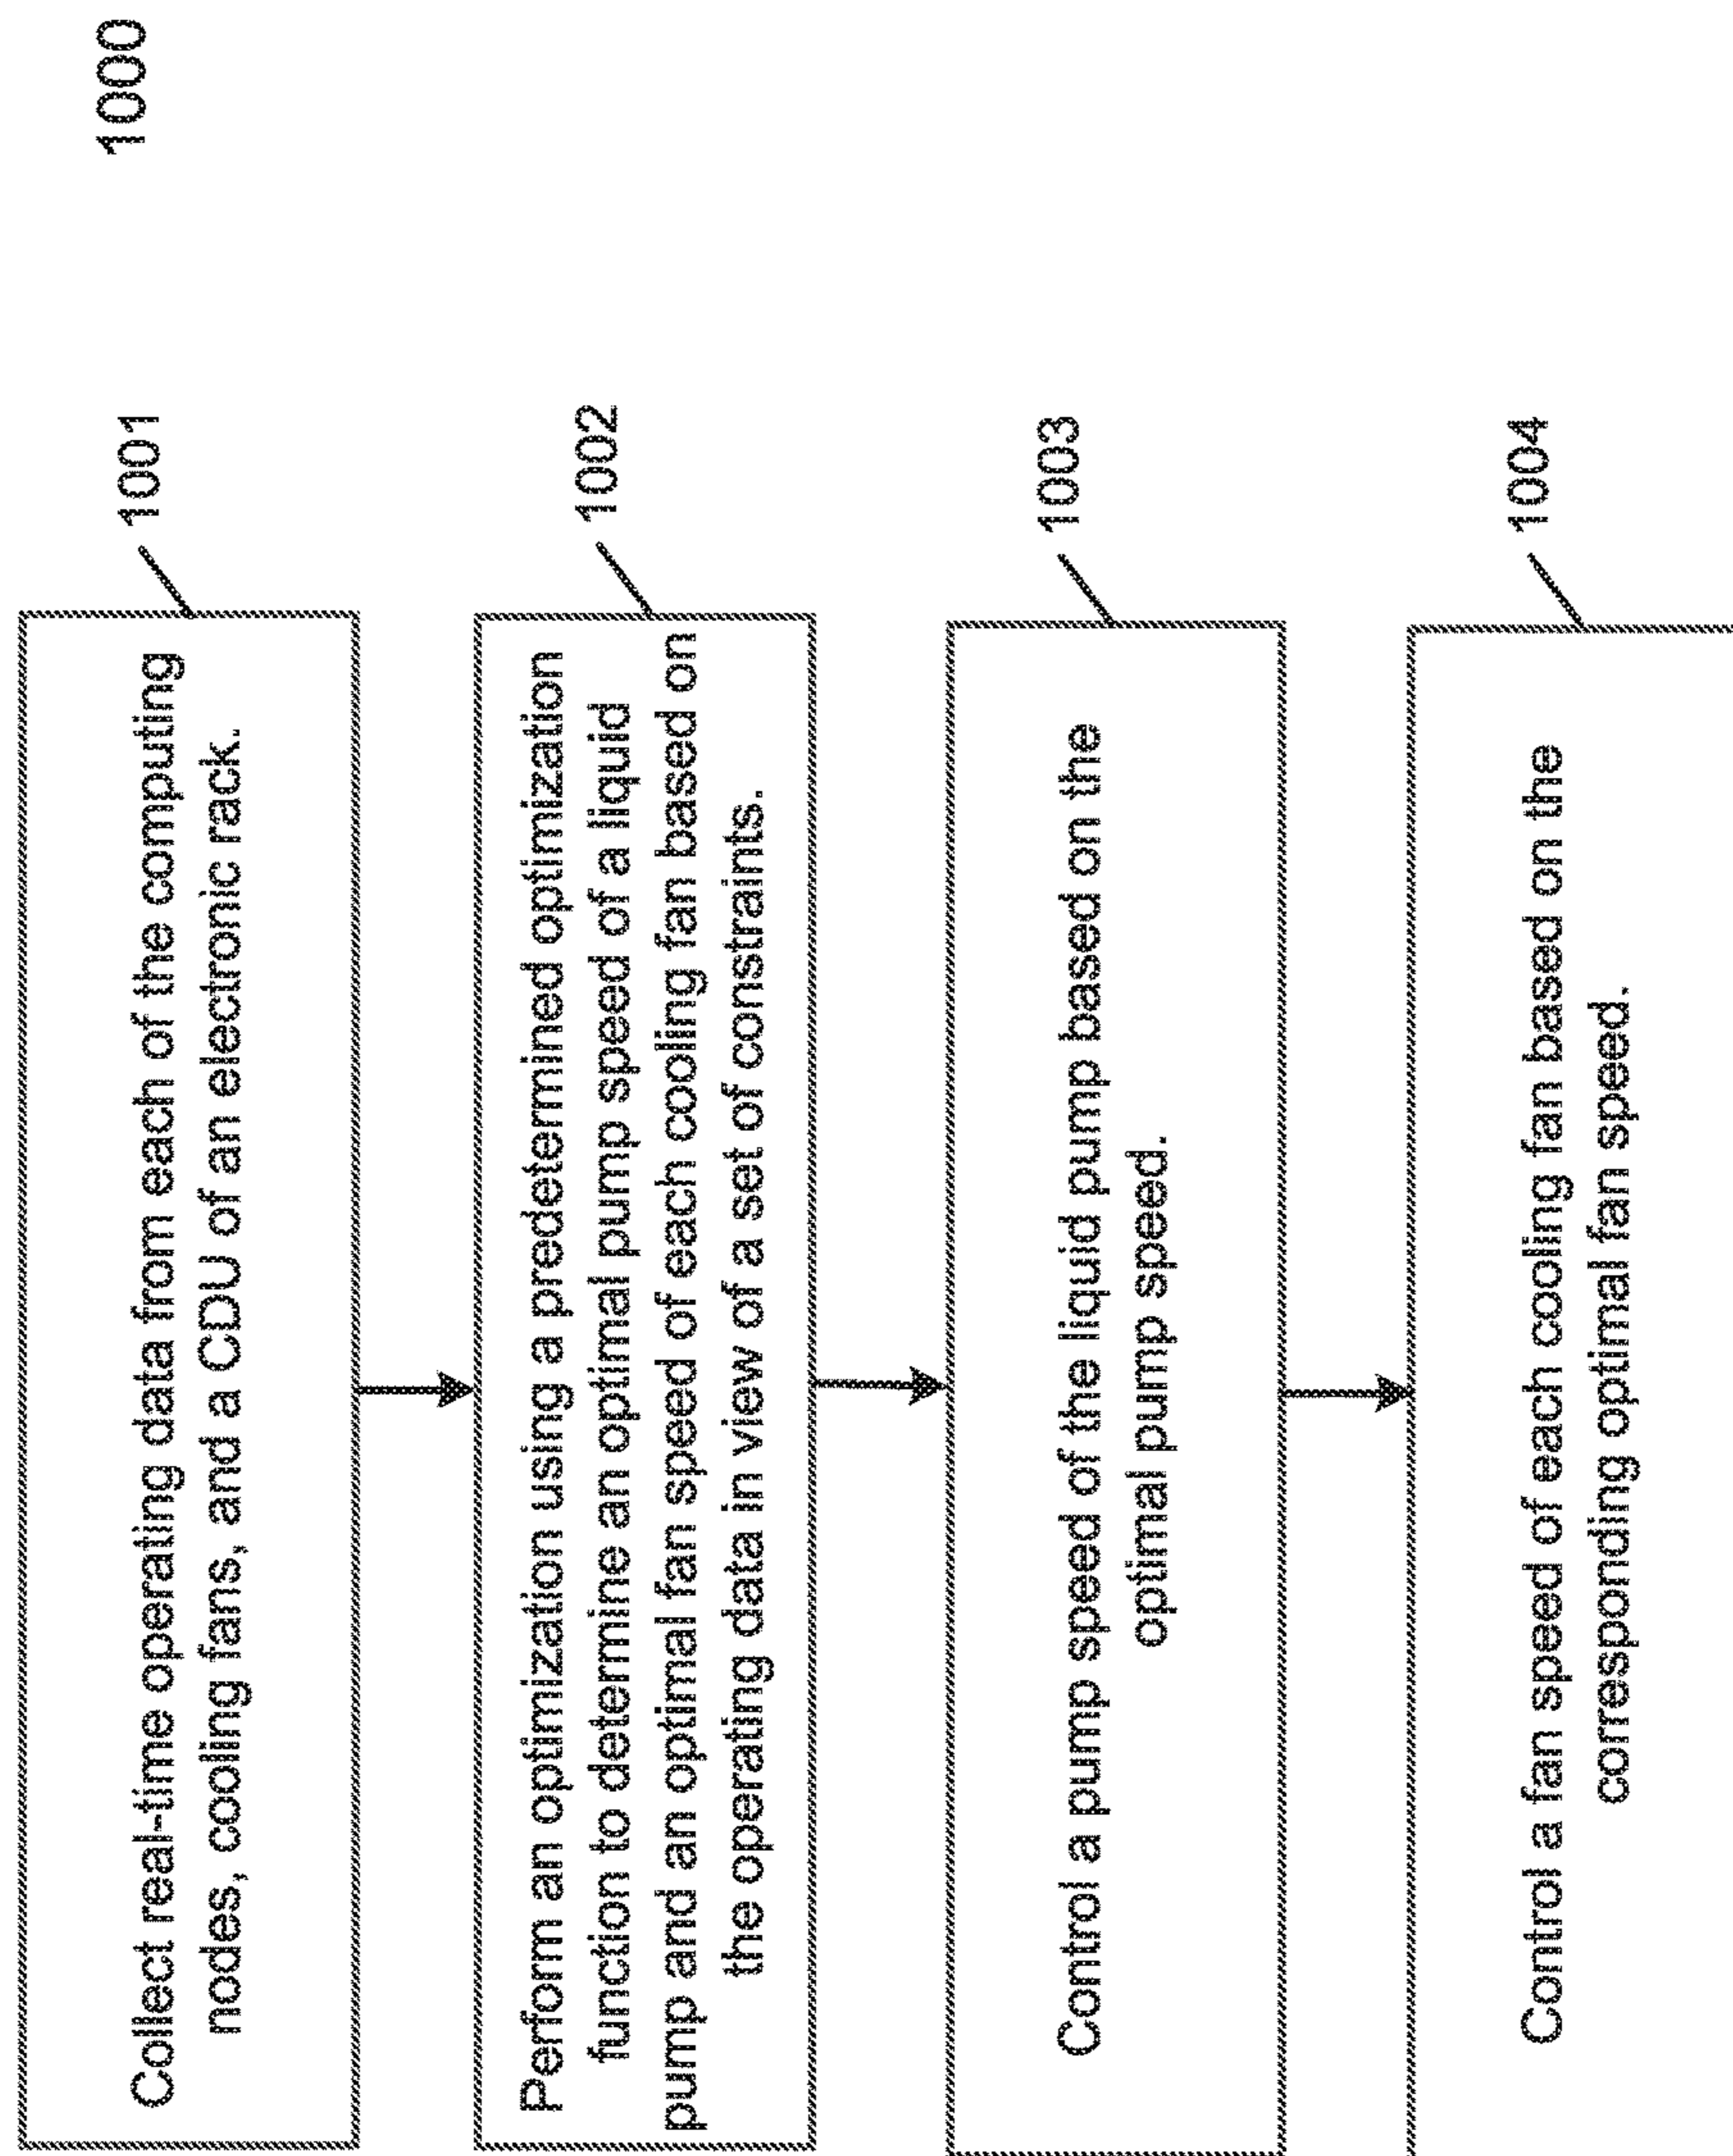 1000
1001
Collect real-time operating data from each of the computing
nodes, cooling fans, and a CDU of an electronic rack.
1002
Perform an optimization using a predetermined optimization
function to determine an optimal pump speed of a liquid
pump and an optimal fan speed of each cooling fan based on
the operating data in view of a set of constraints.
1003
Control a pump speed of the liquid pump based on the
optimal pump speed.
1004
Control a fan speed of each cooling fan based on the
corresponding optimal fan speed.